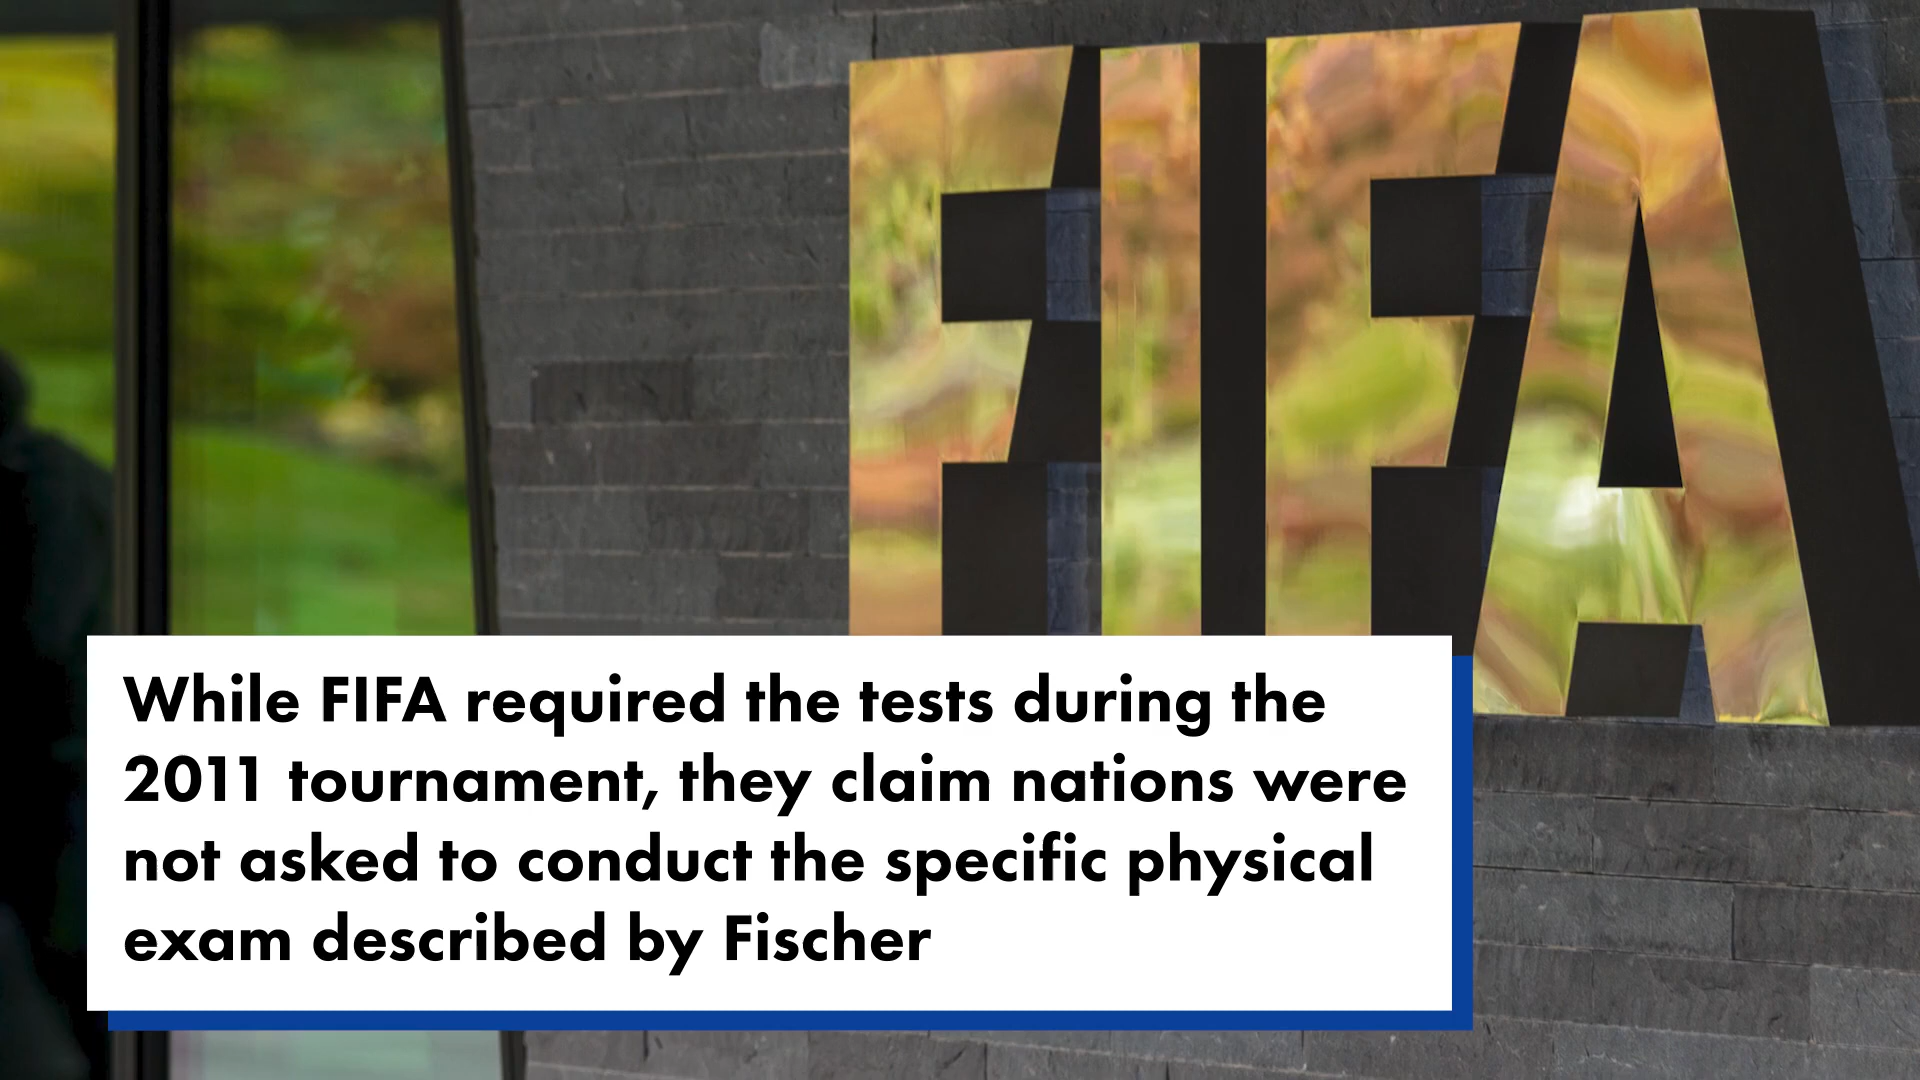 FIFA
While FIFA required the tests during the
2011 tournament, they claim nations were
not asked to conduct the specific physical
exam described by Fischer